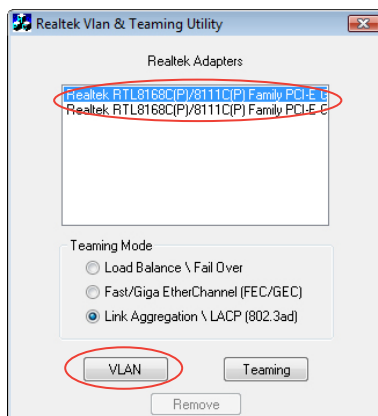 Realtek Vlan & Teaming Utility
Realtek Adapters
Realtek RTL8168C(P)/8111C(P) Family PCI-E G
Realtek RTL8168C(P)/8111C(P) Family PCI-E G
Teaming Mode
Load Balance \ Fail Over
Fast/Giga EtherChannel (FEC/GEC)
Link Aggregation \ LACP (802.3ad)
VLAN Teaming
Remove